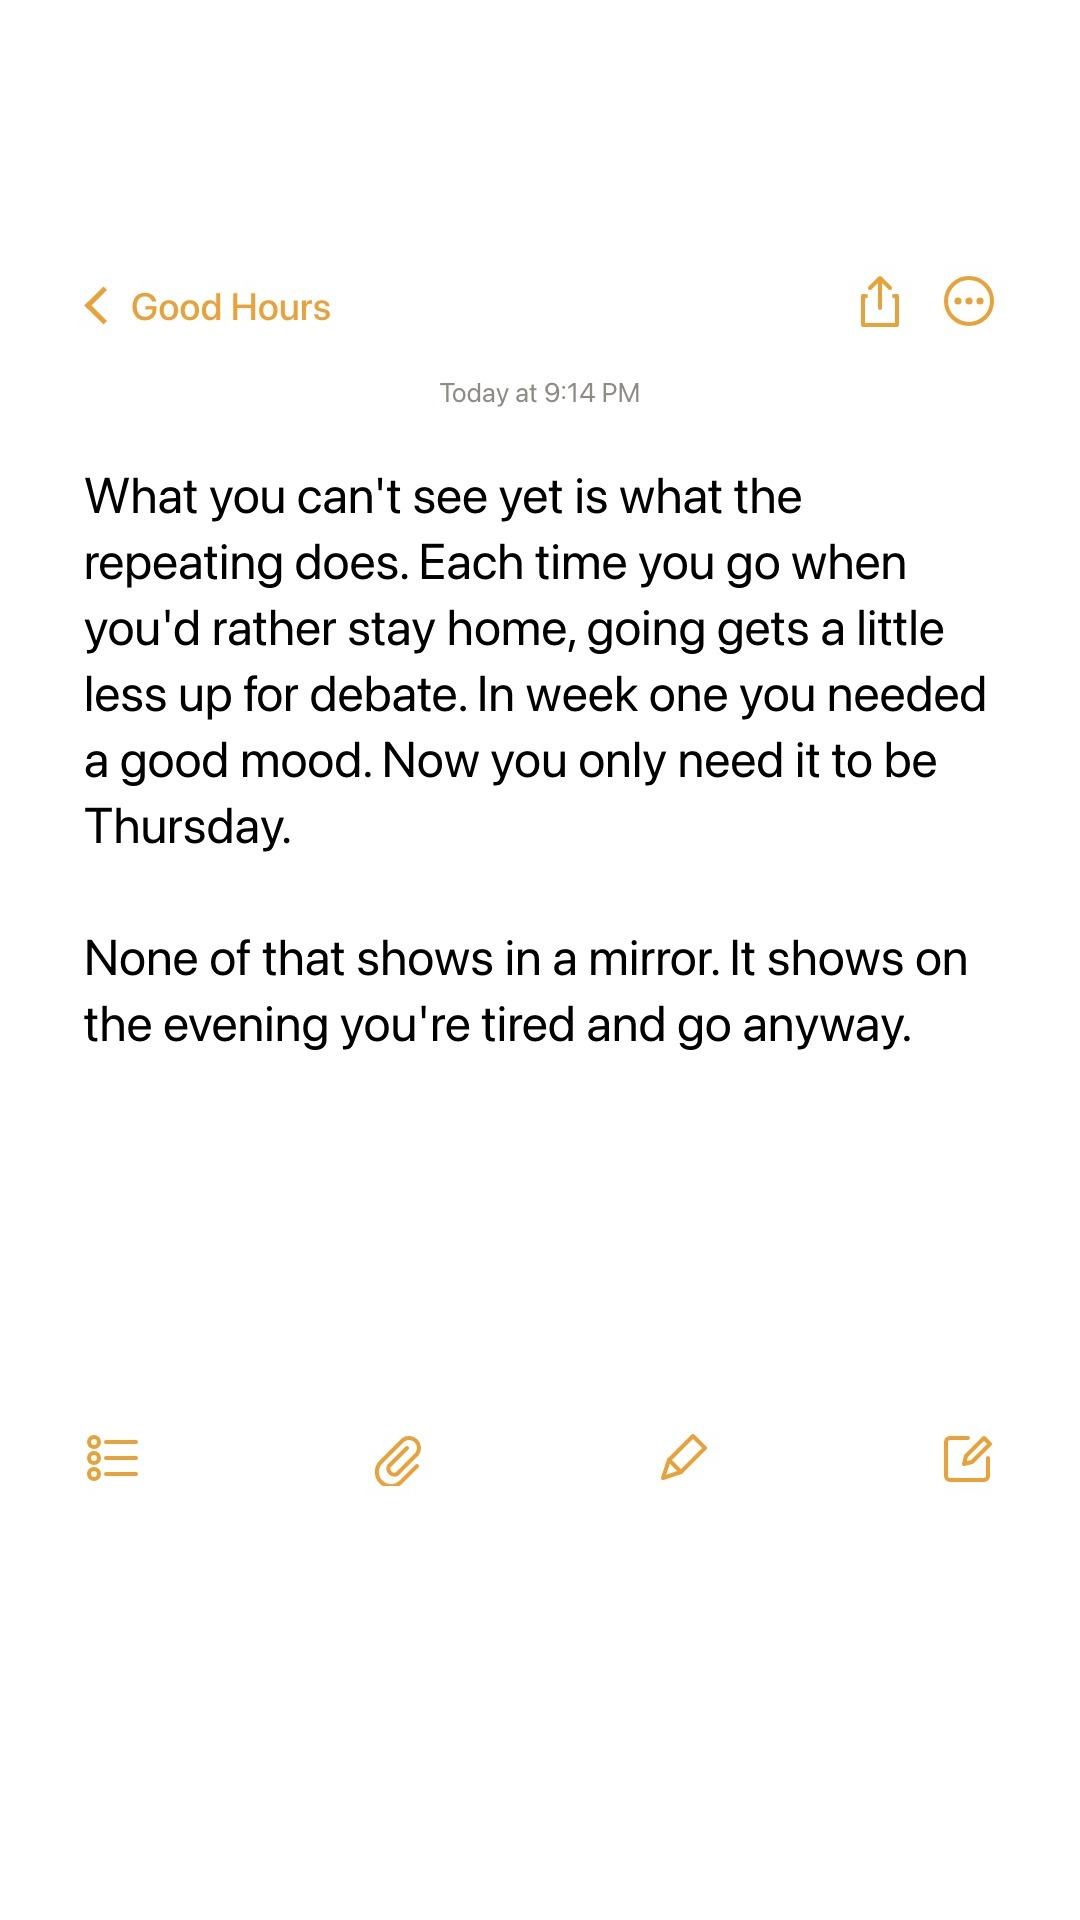 Good Hours
Today at 9:14 PM
What you can't see yet is what the
repeating does. Each time you go when
you'd rather stay home, going gets a little
less up for debate. In week one you needed
a good mood. Now you only need it to be
Thursday.
None of that shows in a mirror. It shows on
the evening you're tired and go anyway.